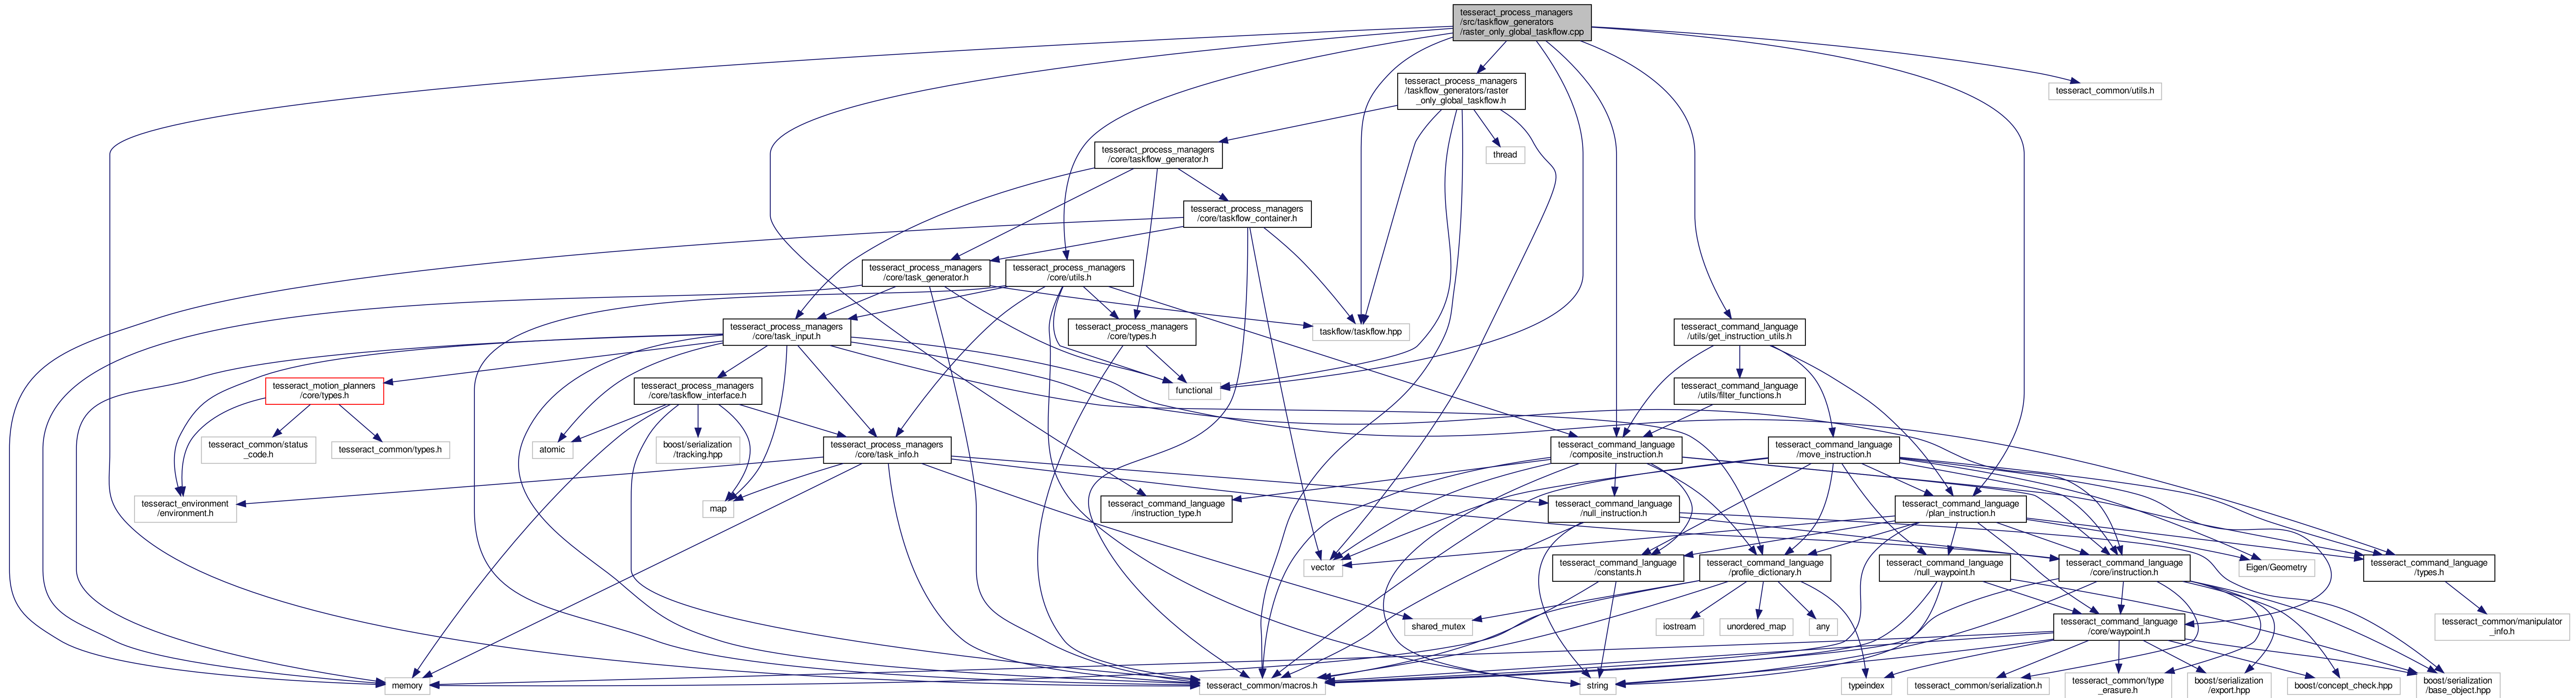 tesseract_process_managers
/src/taskflow_generators
/raster_only_global_taskflow.cpp
tesseract_process_managers
/taskflow_generators/raster
_only_global_taskflow.h
tesseract_common/utils.h
tesseract_process_managers
/core/taskflow_generator.h
thread
tesseract_process_managers
/core/taskflow_container.h
tesseract_process_managers
/core/task_generator.h
tesseract_process_managers
/core/utils.h
tesseract_process_managers
/core/task_input.h
tesseract_process_managers
/core/types.h
taskflow/taskflow.hpp
tesseract_command_language
/utils/get_instruction_utils.h
tesseract_motion_planners
/core/types.h
tesseract_process_managers
/core/taskflow_interface.h
functional
tesseract_command_language
/utils/filter_functions.h
tesseract_common/status
_code.h
tesseract_common/types.h
atomic
boost/serialization
/tracking.hpp
tesseract_process_managers
/core/task_info.h
tesseract_command_language
/composite_instruction.h
tesseract_command_language
/move_instruction.h
tesseract_environment
/environment.h
map
tesseract_command_language
/instruction_type.h
tesseract_command_language
/null_instruction.h
tesseract_command_language
/plan_instruction.h
vector
tesseract_command_language
/constants.h
tesseract_command_language
/profile_dictionary.h
tesseract_command_language
/null_waypoint.h
tesseract_command_language
/core/instruction.h
Eigen/Geometry
tesseract_command_language
/types.h
shared_mutex
iostream
unordered_map
any
tesseract_command_language
/core/waypoint.h
tesseract_common/manipulator
_info.h
memory
tesseract_common/macros.h
string
typeindex
tesseract_common/serialization.h
tesseract_common/type
_erasure.h
boost/serialization
/export.hpp
boost/concept_check.hpp
boost/serialization
/base_object.hpp